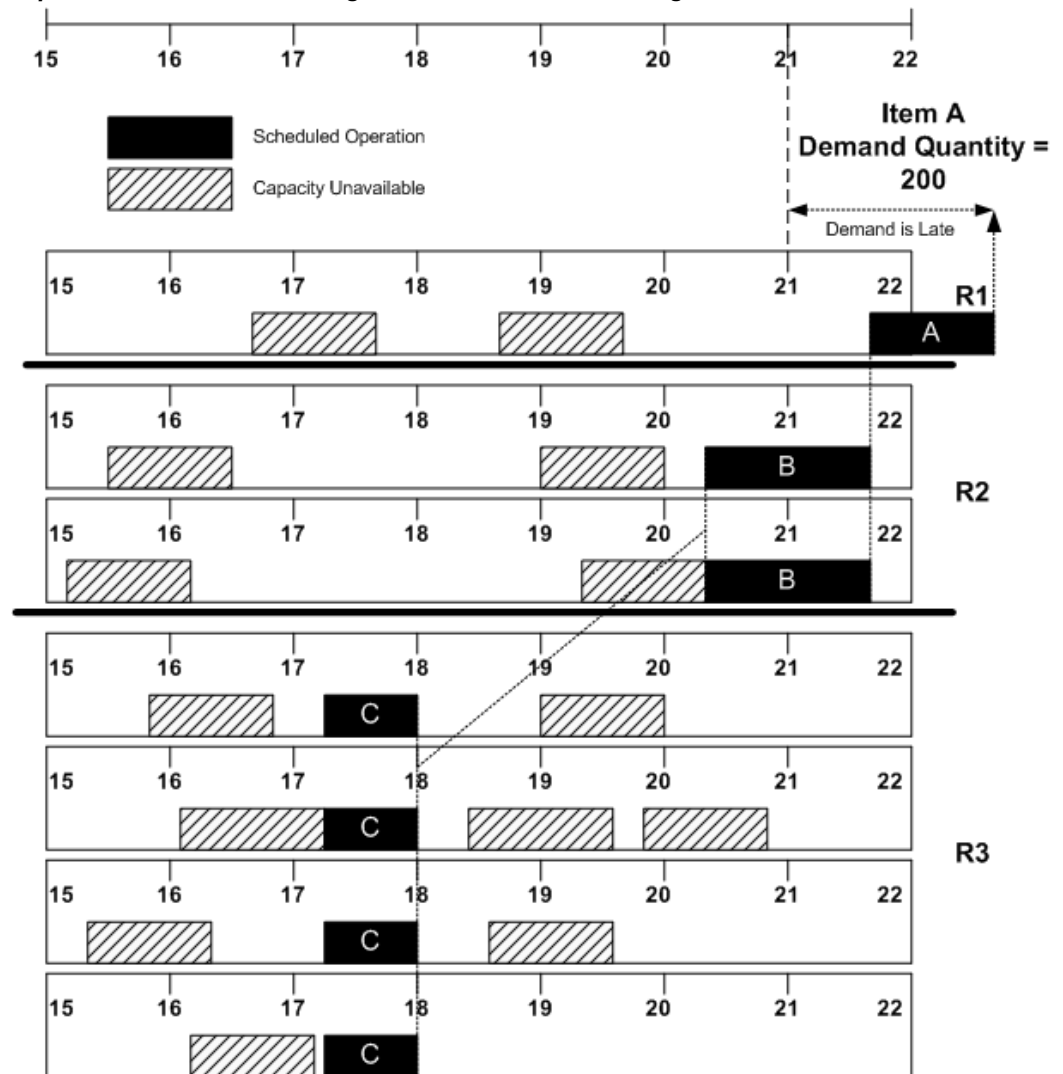 15 16 17 18 19 20 21 22
Scheduled Operation
Capacity Unavailable
Item A
Demand Quantity =
200
Demand is Late
15 16 17 18 19 20 21 22
R1
A
15 16 17 18 19 20 21 22
B
R2
15 16 17 18 19 20 21 22
B
15 16 17 18 19 20 21 22
C
15 16 17 18 19 20 21 22
C
R3
15 16 17 18 19 20 21 22
C
15 16 17 18 19 20 21 22
C